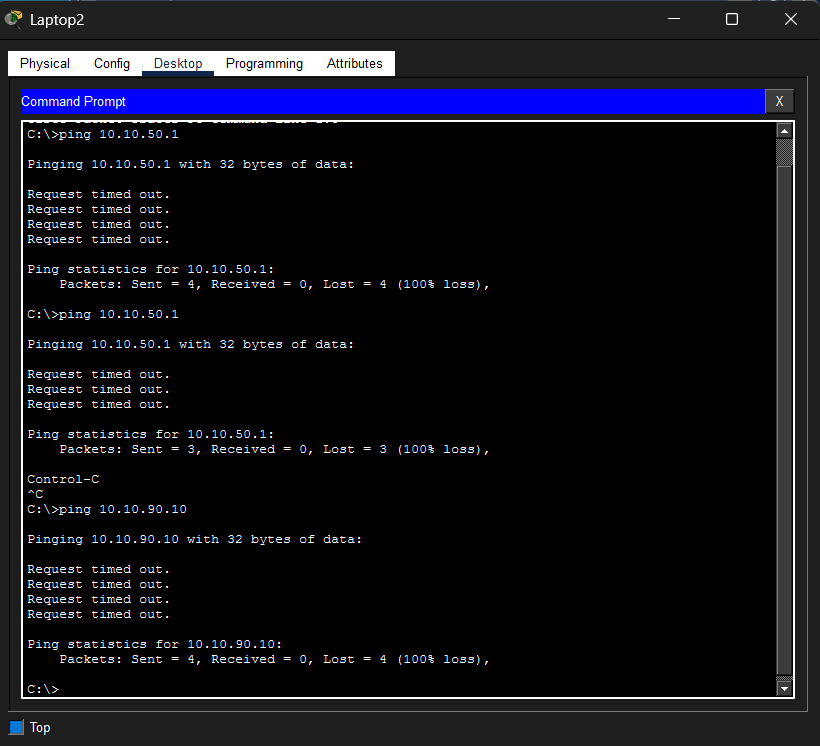 Laptop2
Physical Config Desktop Programming Attributes
Command Prompt
X
C:\>ping 10.10.50.1
Pinging 10.10.50.1 with 32 bytes of data:
Request timed out.
Request timed out.
Request timed out.
Request timed out.
Ping statistics for 10.10.50.1:
Packets: Sent = 4, Received = 0, Lost = 4 (100% loss),
C:\>ping 10.10.50.1
Pinging 10.10.50.1 with 32 bytes of data:
Request timed out.
Request timed out.
Request timed out.
Ping statistics for 10.10.50.1:
Packets: Sent = 3, Received = 0, Lost = 3 (100% loss),
Control-C
^C
C:\>ping 10.10.90.10
Pinging 10.10.90.10 with 32 bytes of data:
Request timed out.
Request timed out.
Request timed out.
Request timed out.
Ping statistics for 10.10.90.10:
Packets: Sent = 4, Received = 0, Lost = 4 (100% loss),
C:\>
Top